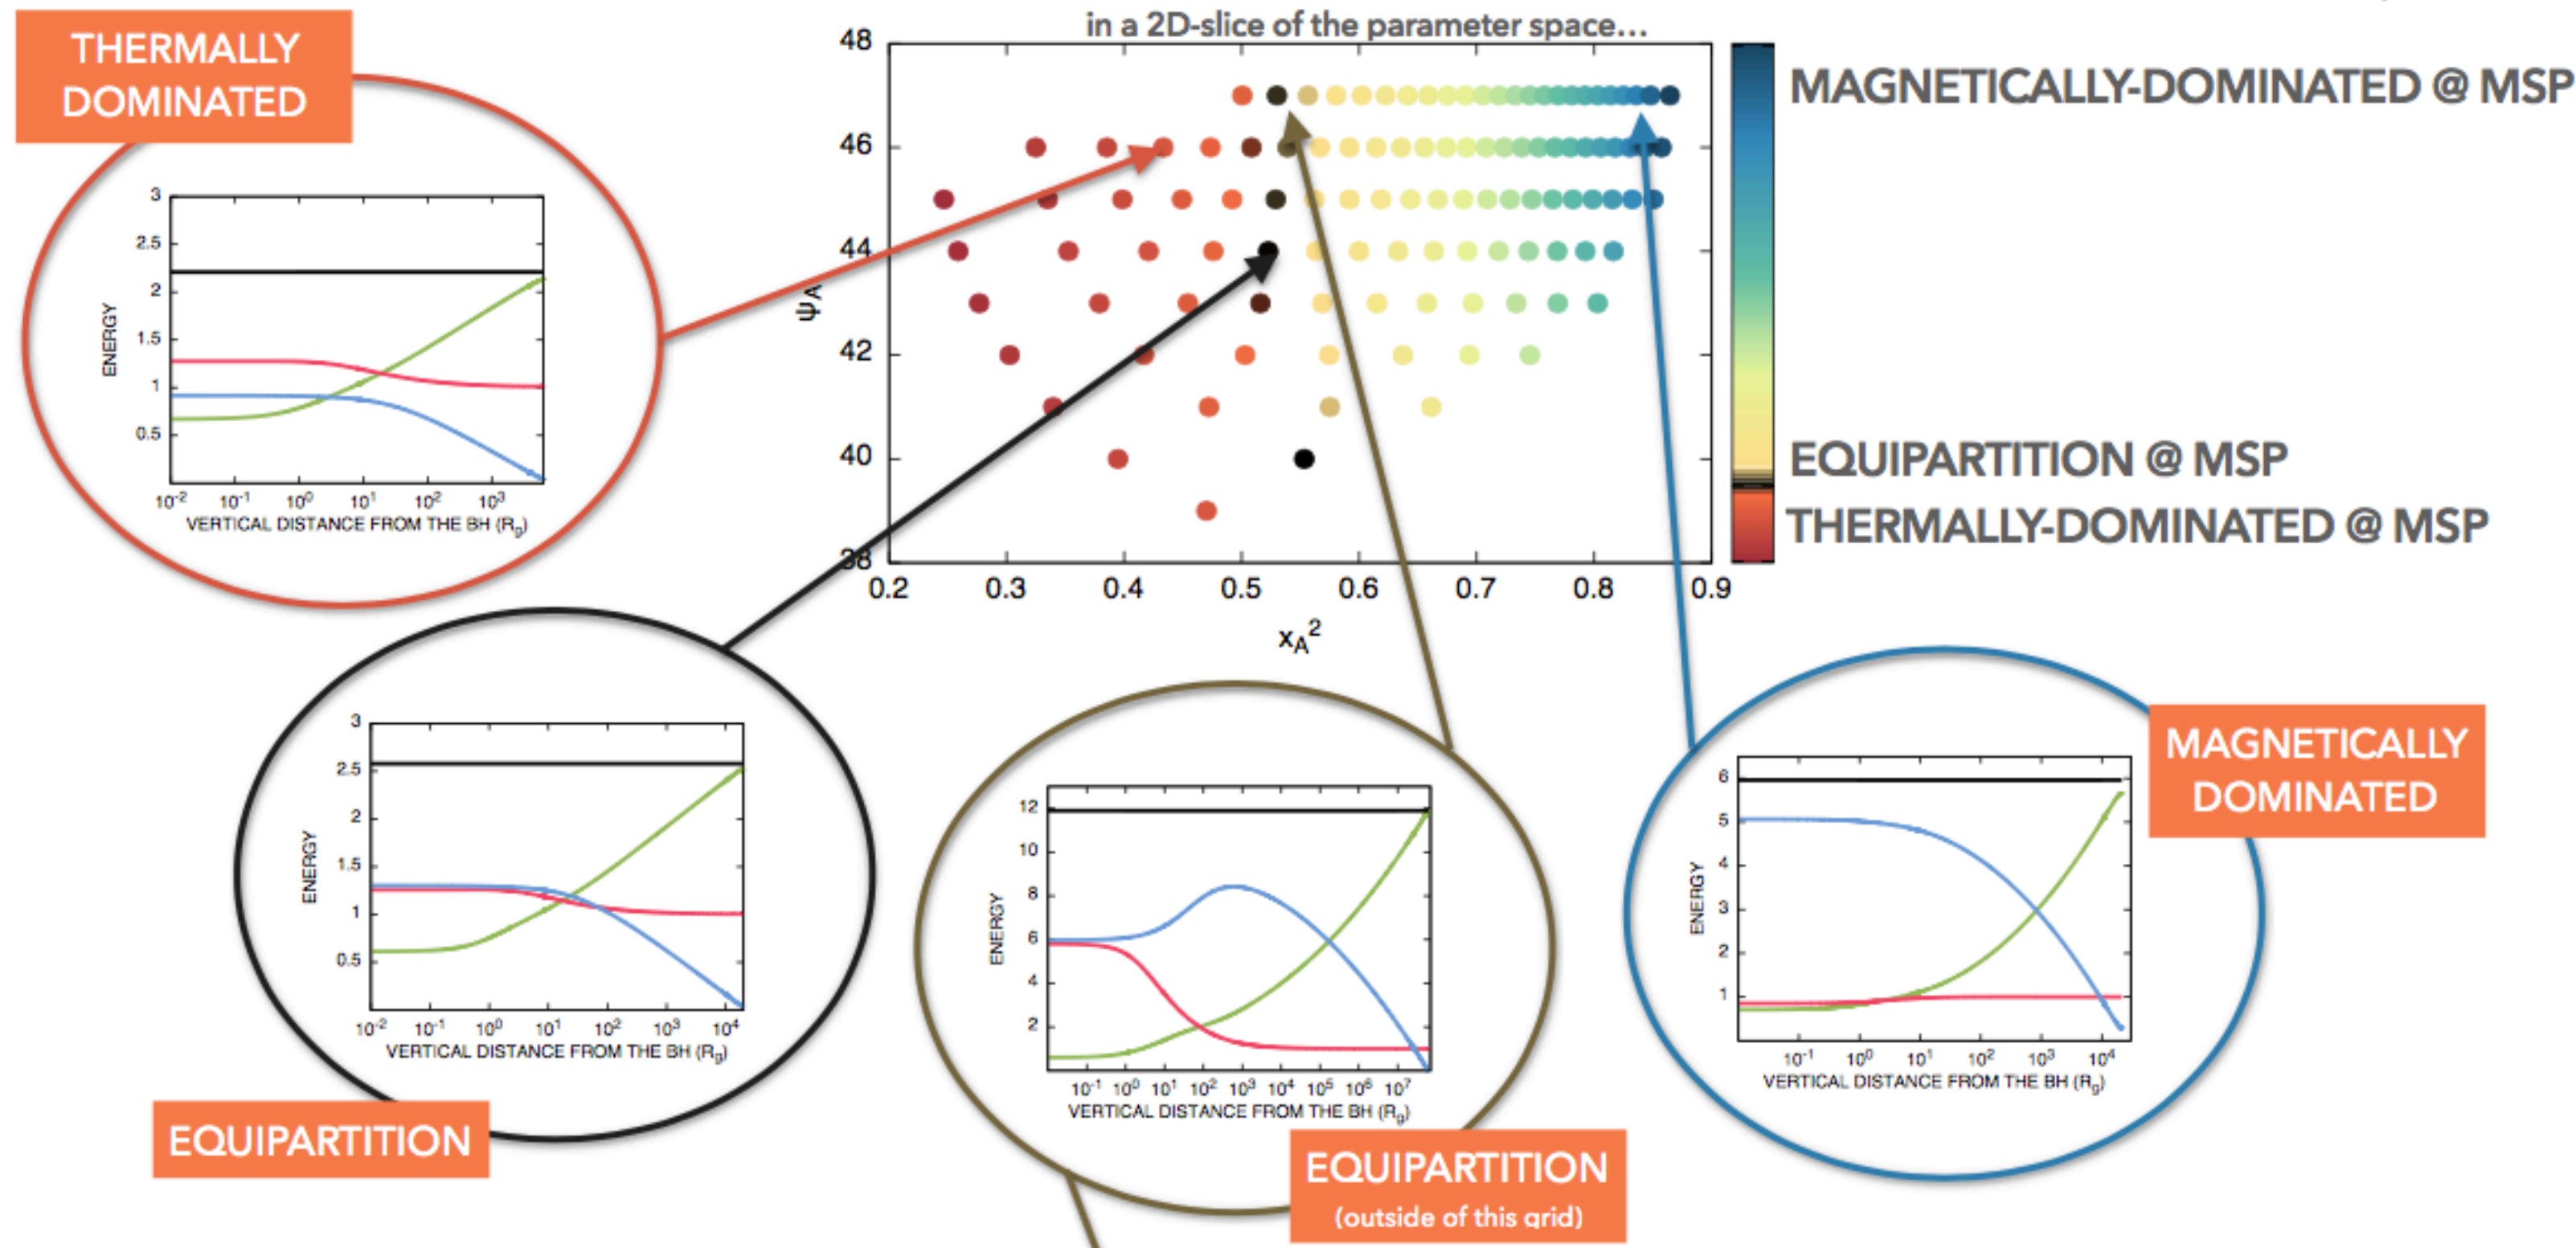 in a 2D-slice of the parameter space...
THERMALLY
DOMINATED
3
2.5
2
1.5
1
0.5
ENERGY
10-2 10-1 100 101 102 103
VERTICAL DISTANCE FROM THE BH (Rg)
48
46
44
42
40
38
ψA
0.2 0.3 0.4 0.5 0.6 0.7 0.8 0.9
xA2
MAGNETICALLY-DOMINATED @ MSP
EQUIPARTITION @ MSP
THERMALLY-DOMINATED @ MSP
3
2.5
2
1.5
1
0.5
ENERGY
10-2 10-1 100 101 102 103 104
VERTICAL DISTANCE FROM THE BH (Rg)
EQUIPARTITION
12
10
8
6
4
2
ENERGY
10-1 100 101 102 103 104 105 106 107
VERTICAL DISTANCE FROM THE BH (Rg)
EQUIPARTITION
(outside of this grid)
MAGNETICALLY
DOMINATED
6
5
4
3
2
1
ENERGY
10-1 100 101 102 103 104
VERTICAL DISTANCE FROM THE BH (Rg)